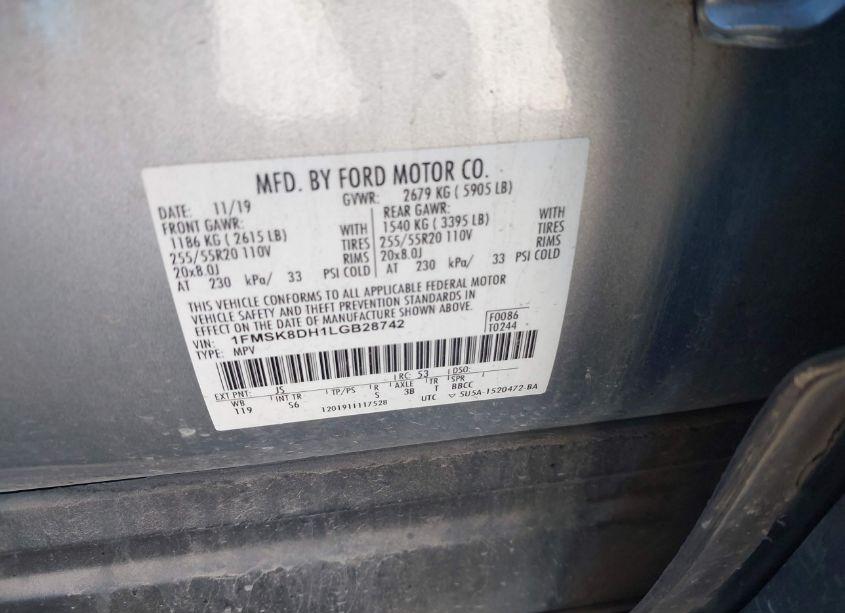 MFD. BY FORD MOTOR CO.
DATE: 11/19 GVWR: 2679 KG ( 5905 LB)
FRONT GAWR: REAR GAWR:
1186 KG ( 2615 LB) WITH 1540 KG ( 3395 LB) WITH
255/55R20 110V TIRES 255/55R20 110V TIRES
20x8.0J RIMS 20x8.0J RIMS
AT 230 kPa/ 33 PSI COLD AT 230 kPa/ 33 PSI COLD
THIS VEHICLE CONFORMS TO ALL APPLICABLE FEDERAL MOTOR
VEHICLE SAFETY AND THEFT PREVENTION STANDARDS IN
EFFECT ON THE DATE OF MANUFACTURE SHOWN ABOVE.
VIN: 1FMSK8DH1LGB28742 F0086
TYPE: MPV T0244
EXT PNT: JS RC: 53 DSO:
WB INT TR TP/PS R AXLE TR SPR
119 S6 S 3B T BBCC
1201911117528 UTC ▽ SU5A-1520472-BA